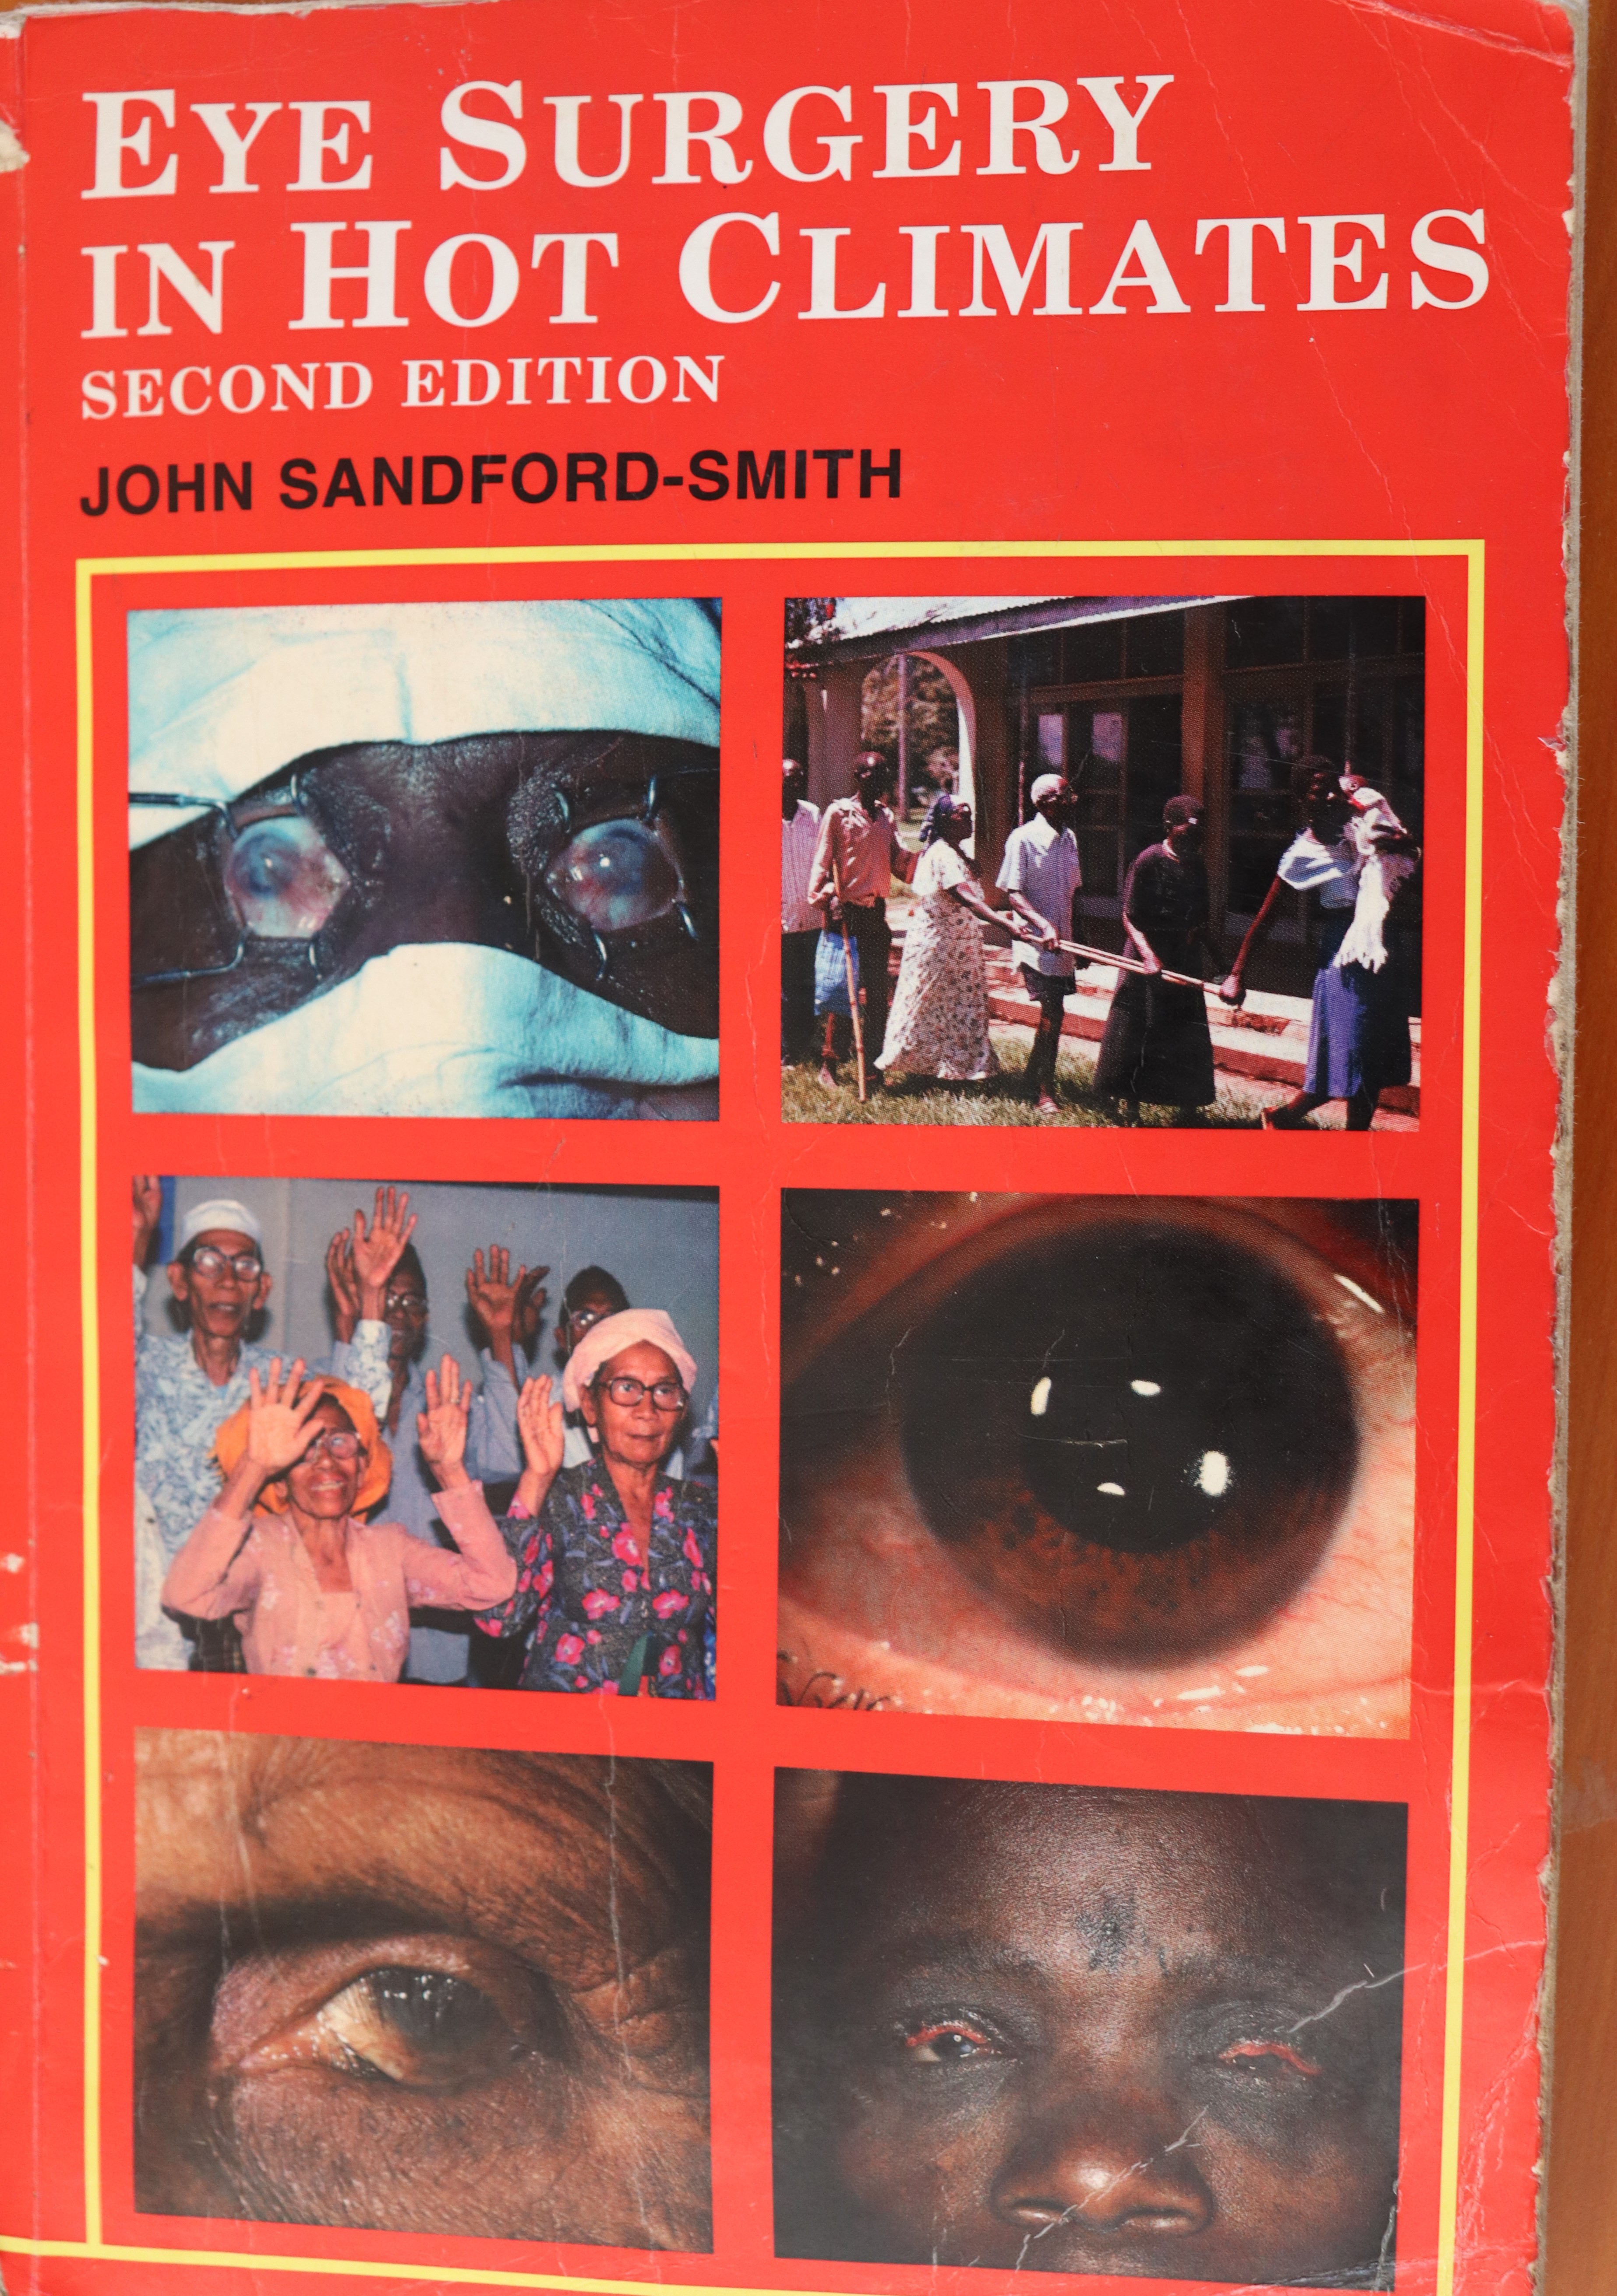 EYE SURGERY
IN HOT CLIMATES
SECOND EDITION
JOHN SANDFORD-SMITH